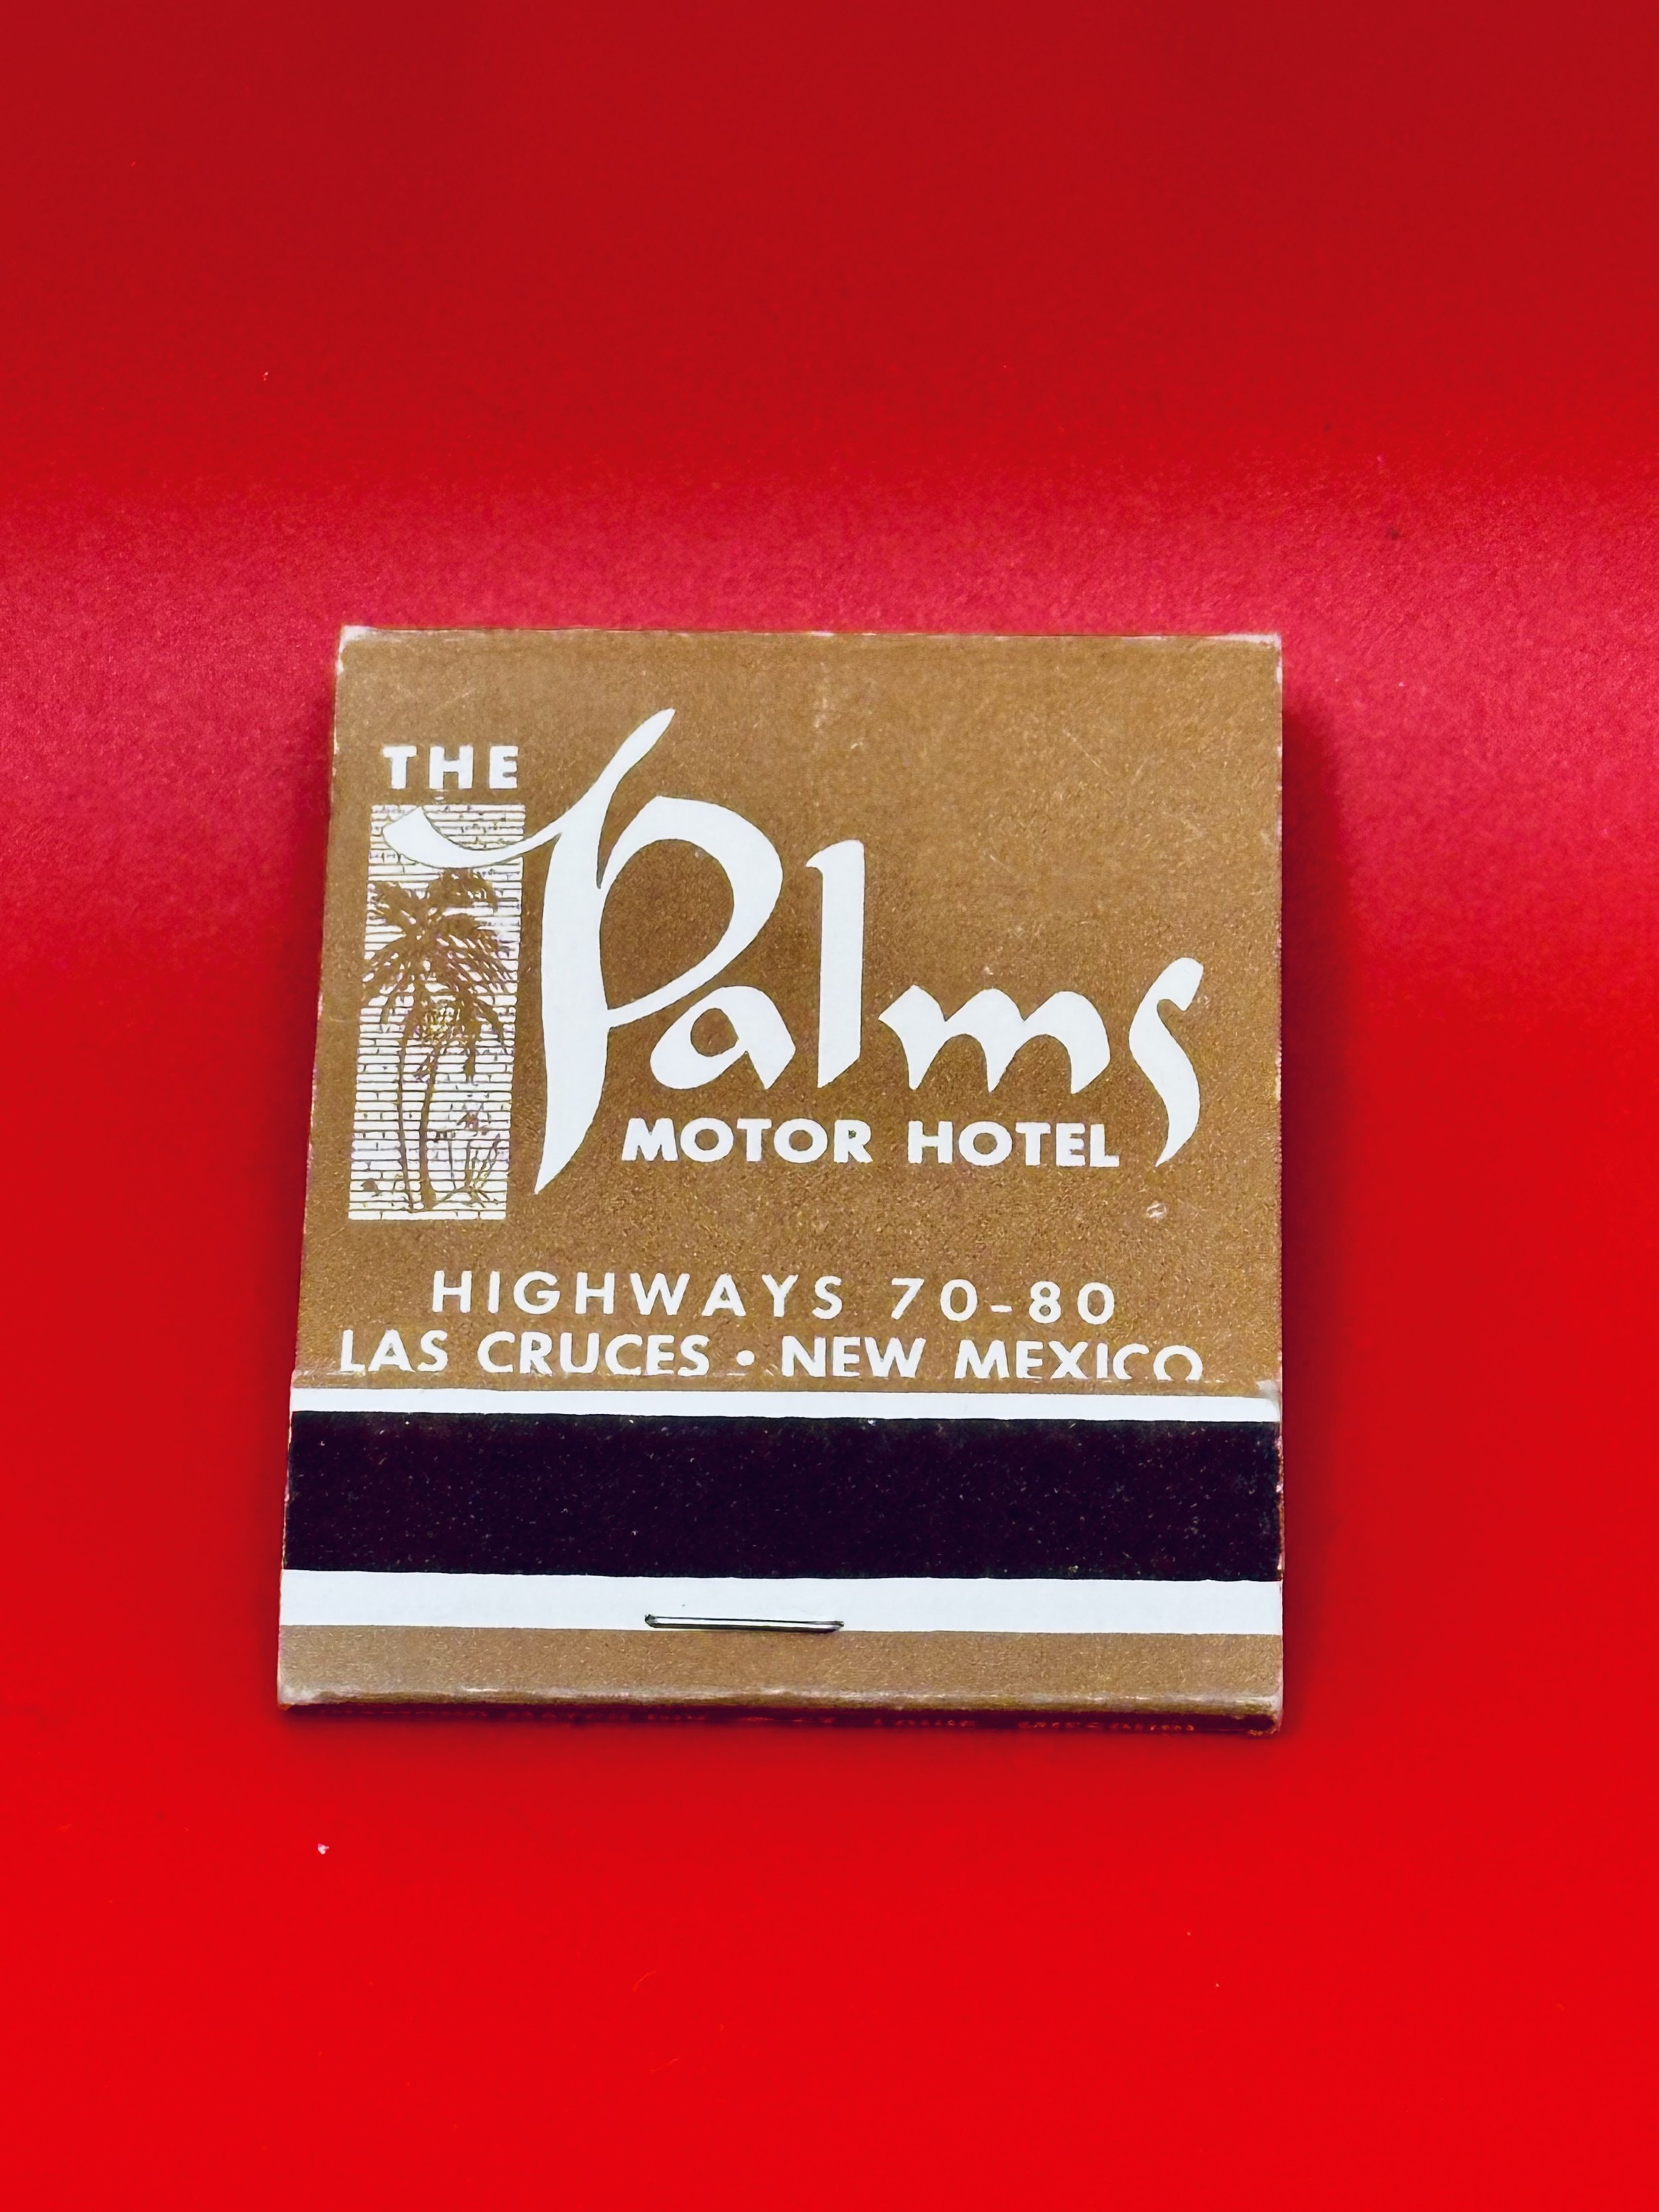 THE
Palms
MOTOR HOTEL
HIGHWAYS 70-80
LAS CRUCES • NEW MEXICO